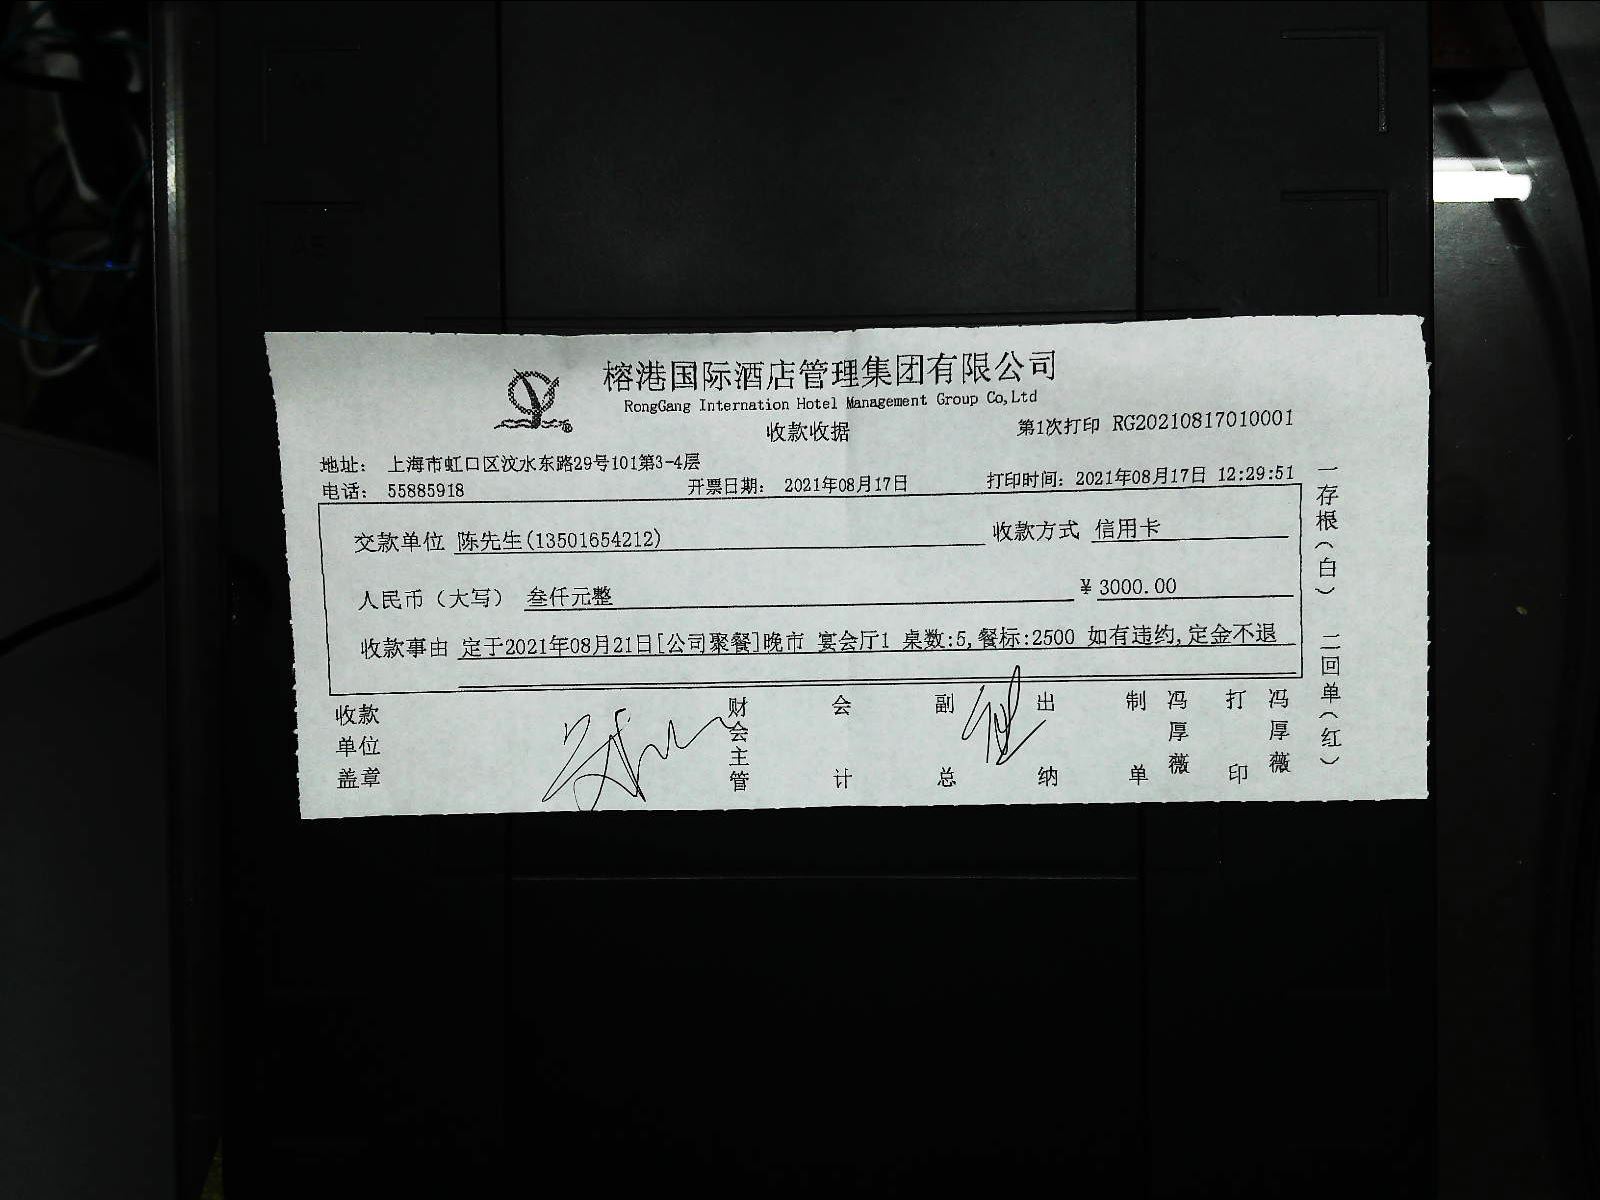 榕港国际酒店管理集团有限公司
RongGang Internation Hotel Management Group Co,Ltd
收款收据
第1次打印 RG20210817010001
地址: 上海市虹口区汶水东路29号101第3-4层
电话: 55885918 开票日期: 2021年08月17日 打印时间: 2021年08月17日 12:29:51
交款单位 陈先生(13501654212) 收款方式 信用卡
人民币(大写) 叁仟元整 ¥3000.00
收款事由 定于2021年08月21日[公司聚餐]晚市 宴会厅1 桌数:5,餐标:2500 如有违约,定金不退
收款单位盖章
财会主管
会计
副总
出纳
制单
冯厚薇
打印
冯厚薇
一存根(白)
二回单(红)